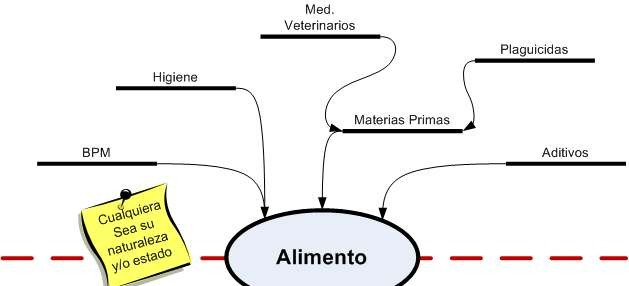 Med.
Veterinarios
Plaguicidas
Higiene
Materias Primas
BPM
Aditivos
Cualquiera
Sea su
naturaleza
y/o estado
Alimento